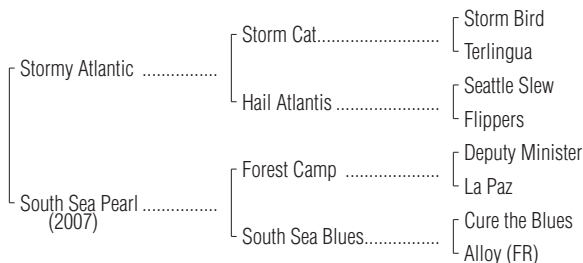 Storm Bird
Storm Cat..................
Terlingua
Stormy Atlantic ...............
Seattle Slew
Hail Atlantis .....................
Flippers
Deputy Minister
Forest Camp ...................
La Paz
South Sea Pearl ...............
(2007)
Cure the Blues
South Sea Blues...............
Alloy (FR)